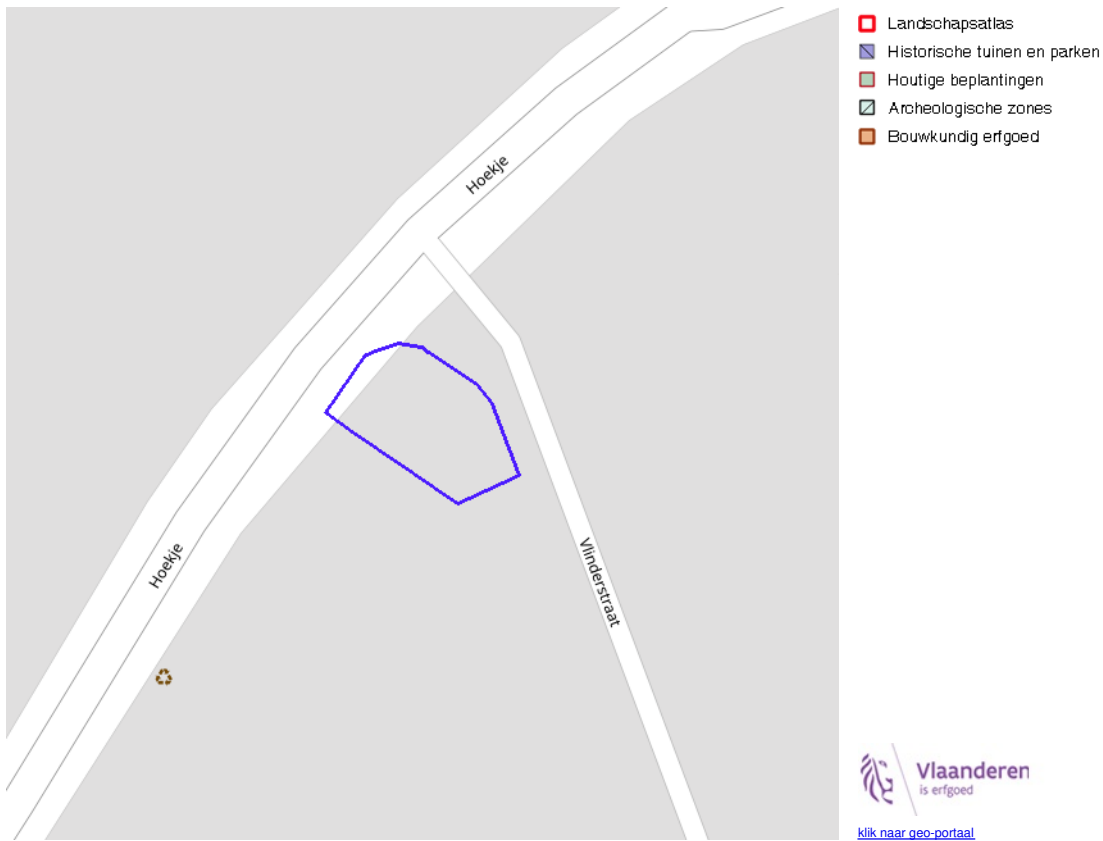 Landschapsatlas
Historische tuinen en parken
Houtige beplantingen
Archeologische zones
Bouwkundig erfgoed
Hoekje
Hoekje
Vlinderstraat
Vlaanderen
is erfgoed
klik naar geo-portaal